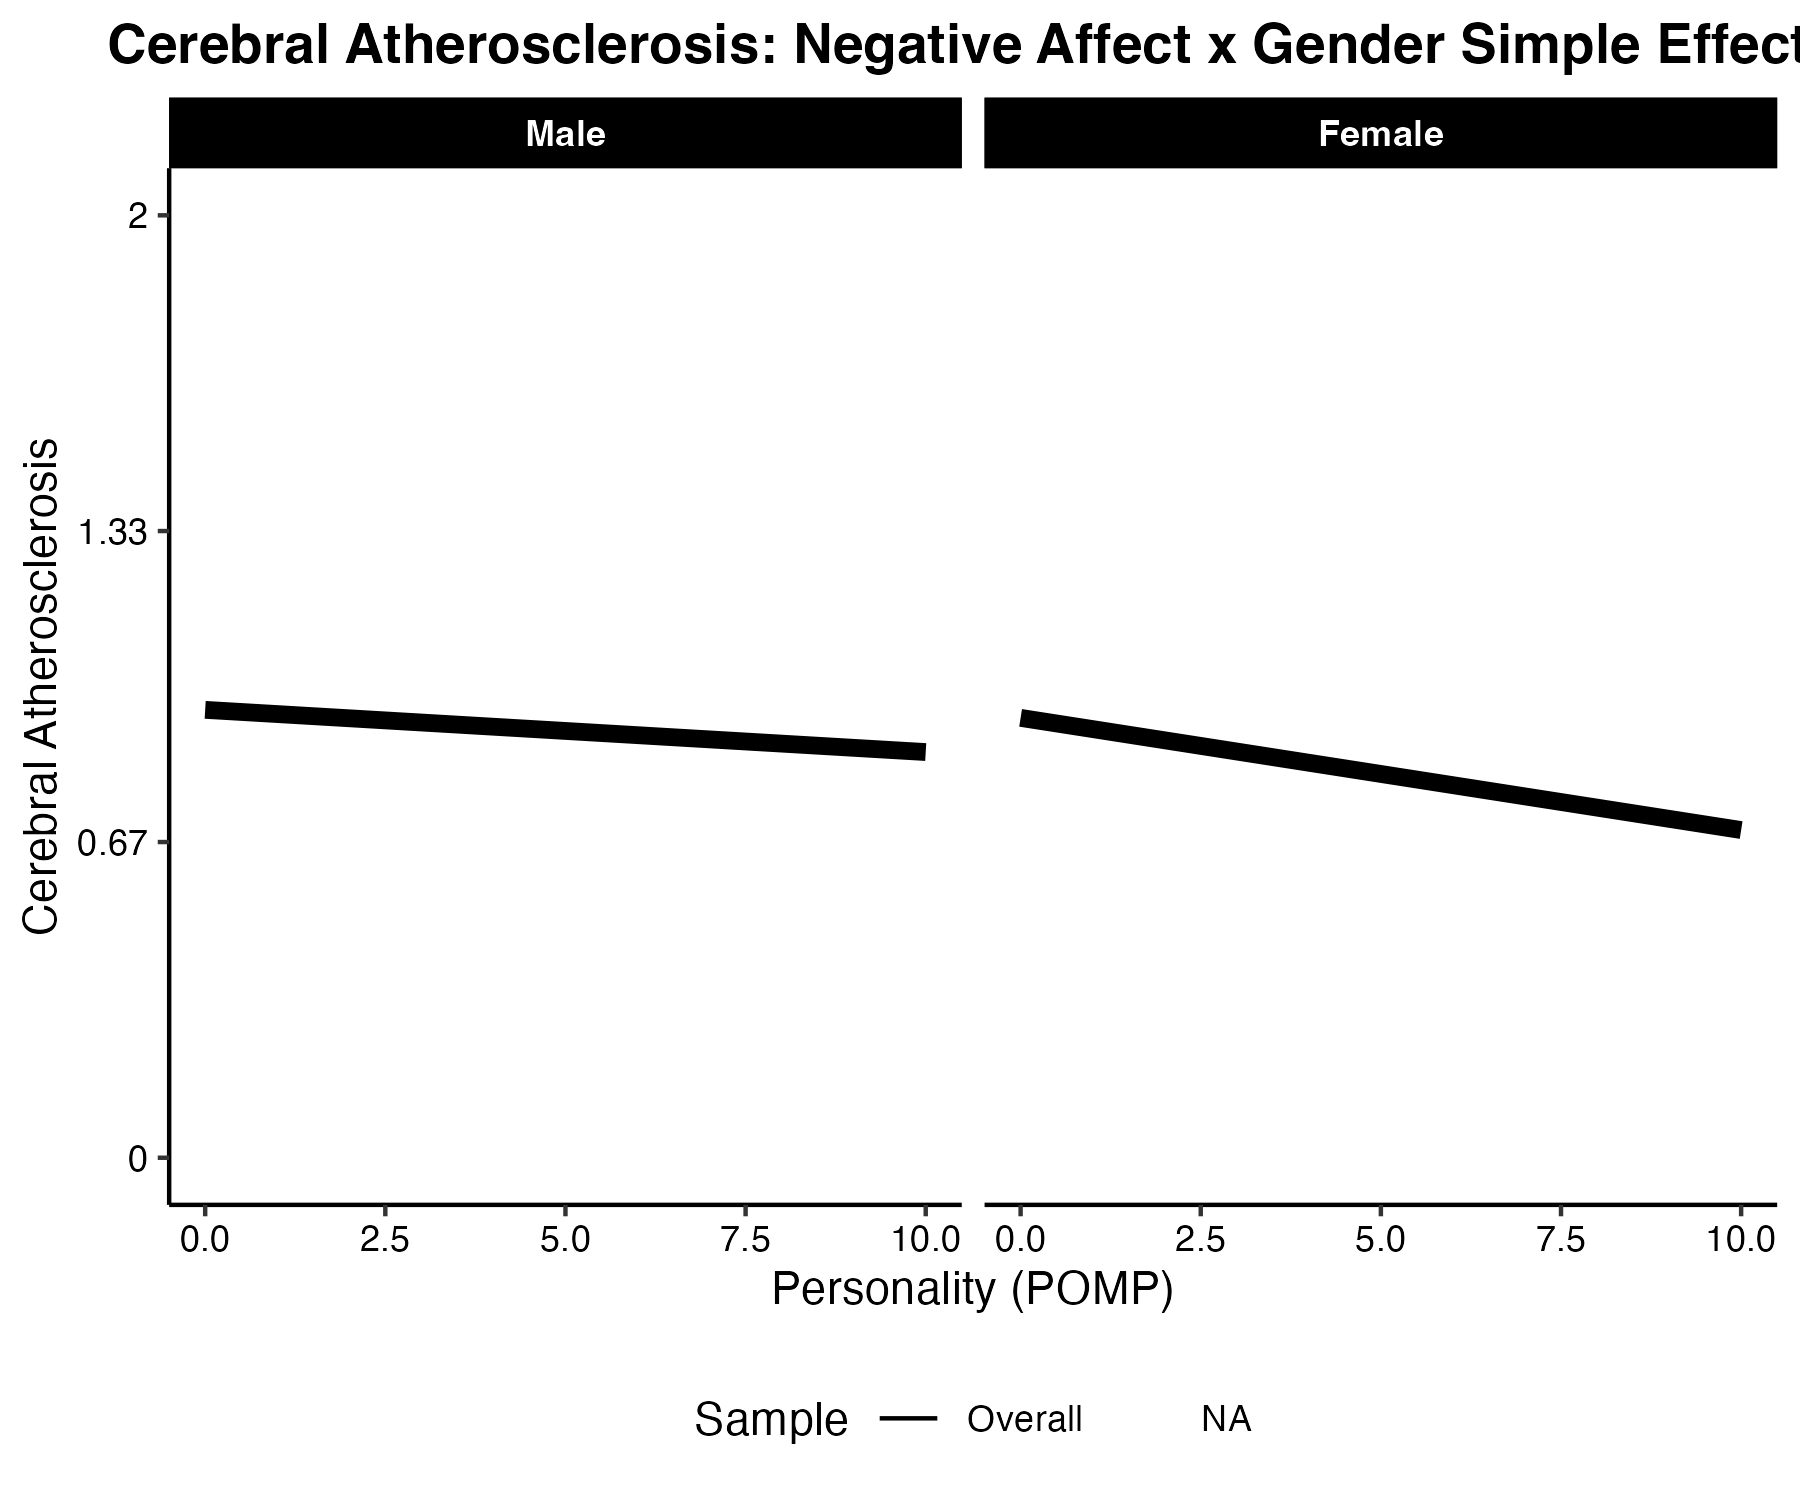 Cerebral Atherosclerosis: Negative Affect x Gender Simple Effect
Male
Female
Cerebral Atherosclerosis
2
1.33
0.67
0
0.0 2.5 5.0 7.5 10.0
0.0 2.5 5.0 7.5 10.0
Personality (POMP)
Sample Overall NA